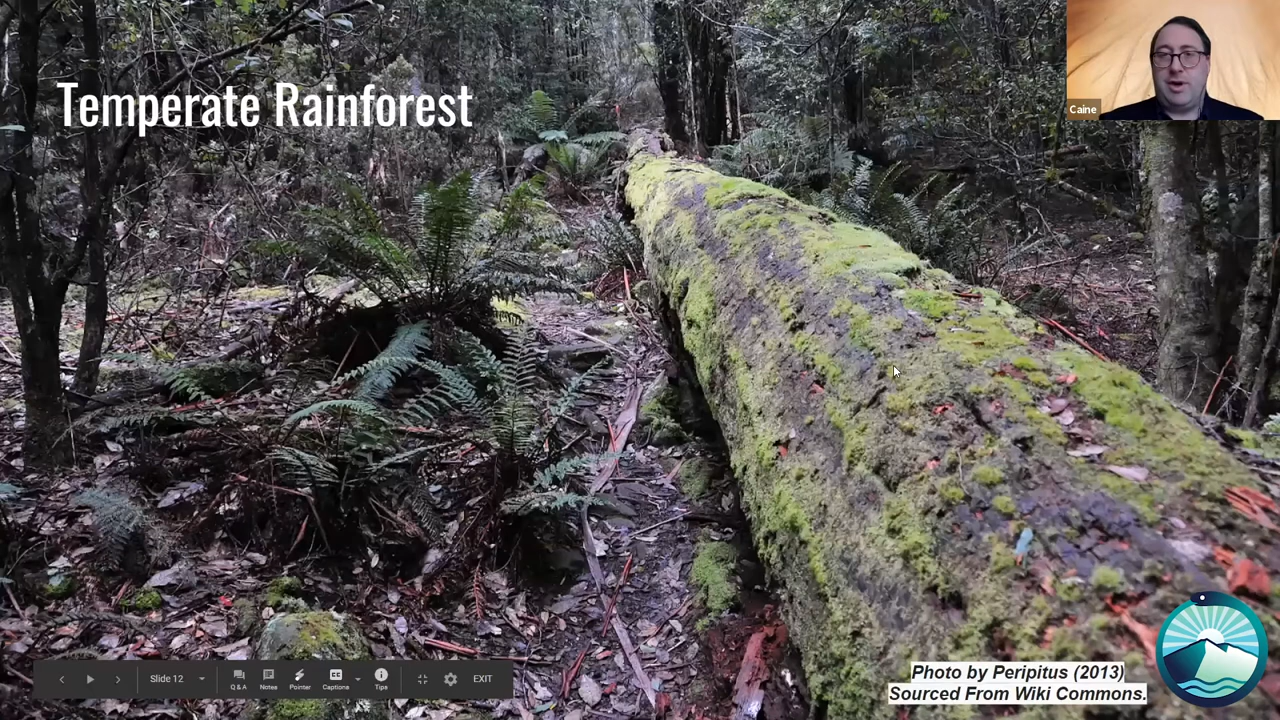 Temperate Rainforest
Caine
Slide 12
Q & A
Notes
Pointer
Captions
Tips
EXIT
Photo by Peripitus (2013)
Sourced From Wiki Commons.